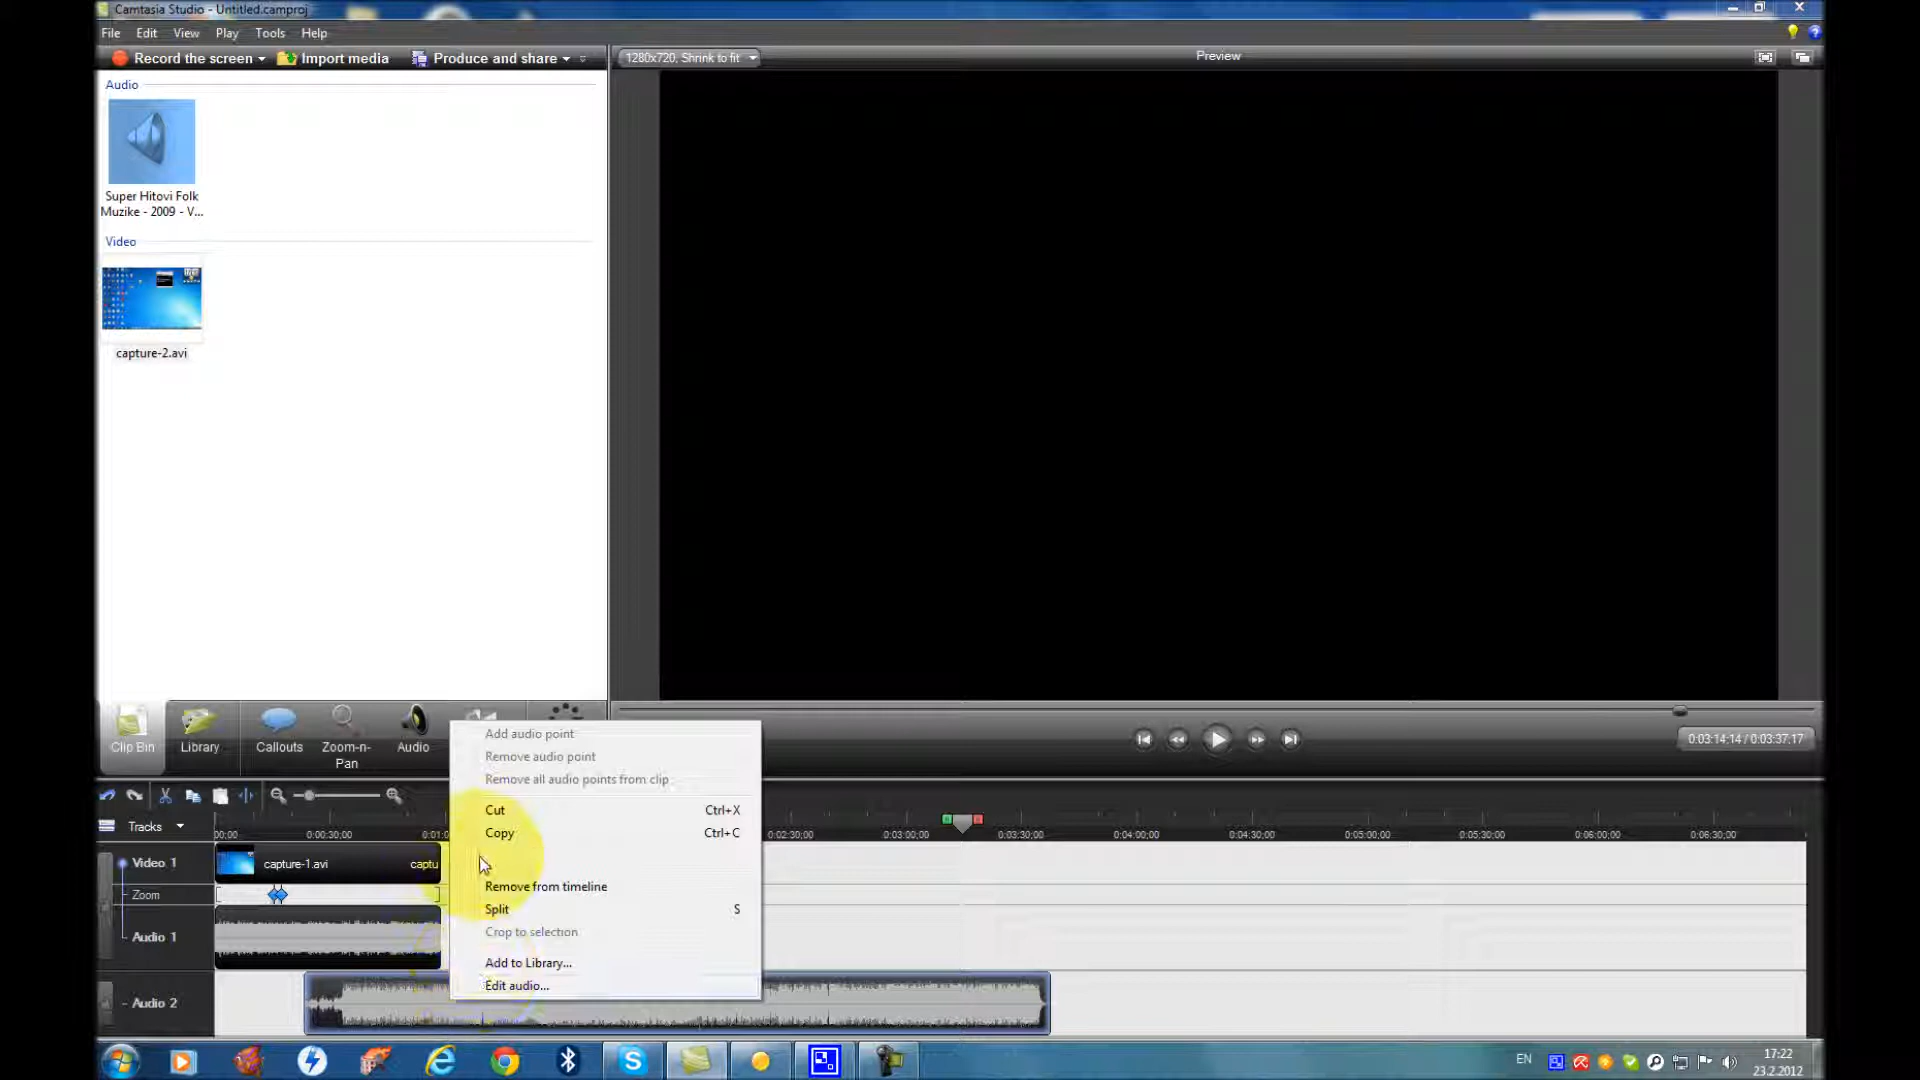 Camtasia Studio - Untitled.camproj
File Edit View Play Tools Help
Record the screen Import media Produce and share 1280x720, Shrink to fit Preview
Audio
Super Hitovi Folk
Muzike - 2009 - V...
Video
capture-2.avi
Clip Bin Library Callouts Zoom-n-
Pan Audio
0:03:14;14 / 0:03:37;17
Add audio point
Remove audio point
Remove all audio points from clip
Cut Ctrl+X
Copy Ctrl+C
Remove from timeline
Split S
Crop to selection
Add to Library...
Edit audio...
Tracks 00;00 0:00:30;00 0:01:0 0:02:30;00 0:03:00;00 0:03:30;00 0:04:00;00 0:04:30;00 0:05:00;00 0:05:30;00 0:06:00;00 0:06:30;00
Video 1 capture-1.avi captu
Zoom
Audio 1
Audio 2
EN 17:22
23.2.2012